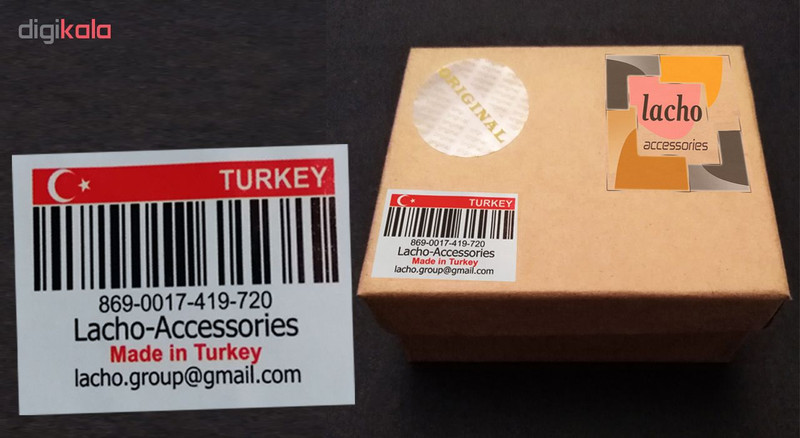 digikala
TURKEY
869-0017-419-720
Lacho-Accessories
Made in Turkey
lacho.group@gmail.com
ORIGINAL
lacho
accessories
TURKEY
869-0017-419-720
Lacho-Accessories
Made in Turkey
lacho.group@gmail.com